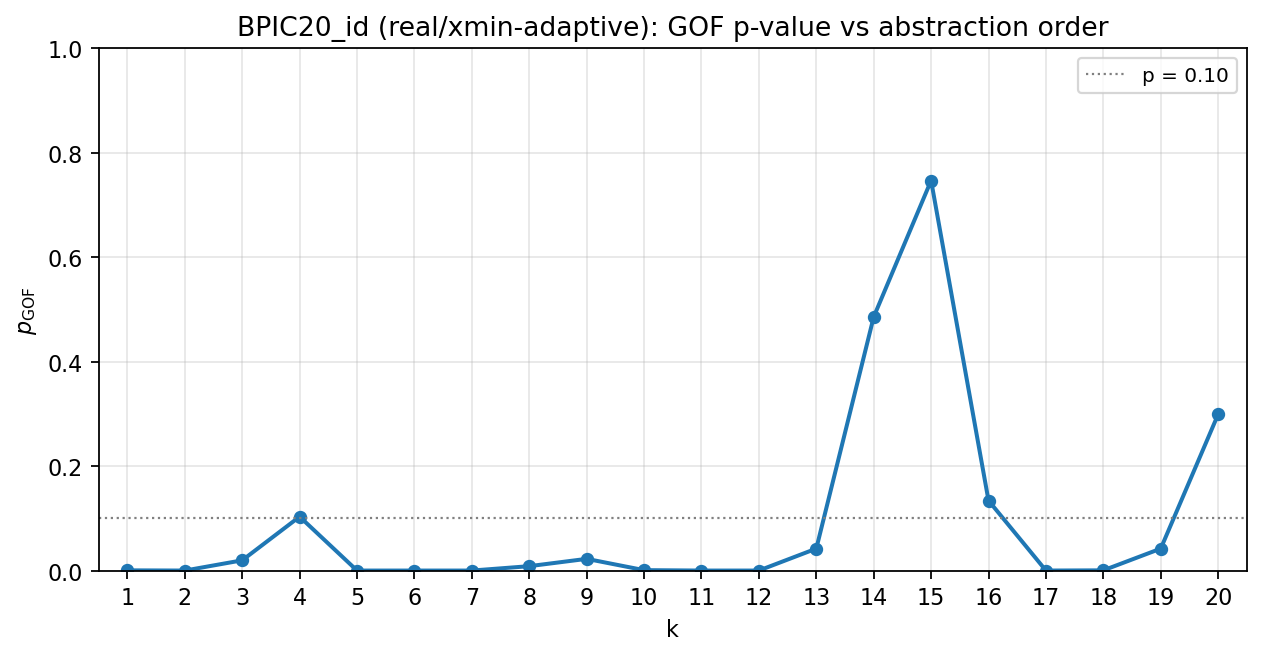 BPIC20_id (real/xmin-adaptive): GOF p-value vs abstraction order
1.0
0.8
0.6
0.4
0.2
0.0
p_GOF
p = 0.10
1 2 3 4 5 6 7 8 9 10 11 12 13 14 15 16 17 18 19 20
k